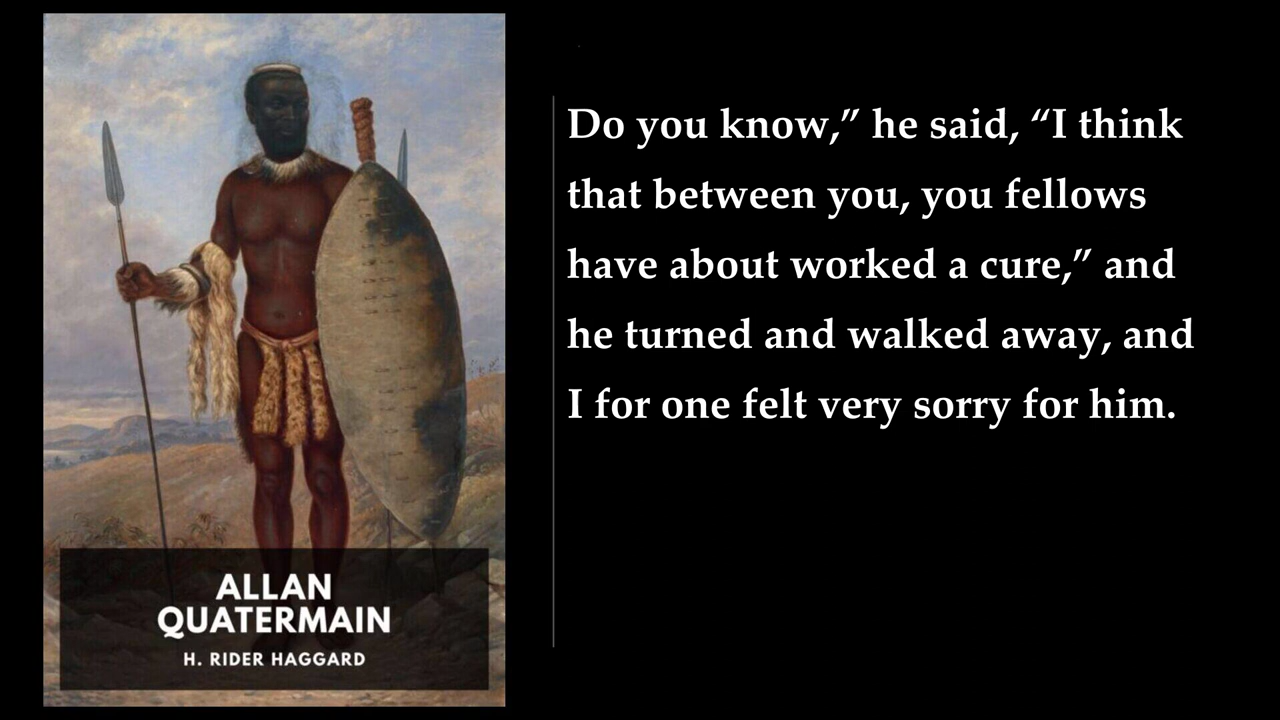 Do you know,” he said, “I think
that between you, you fellows
have about worked a cure,” and
he turned and walked away, and
I for one felt very sorry for him.
ALLAN
QUATERMAIN
H. RIDER HAGGARD